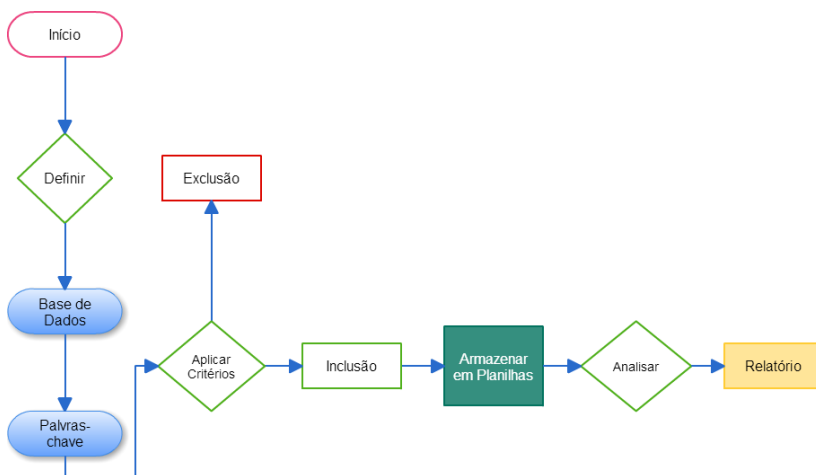 Início
Definir
Exclusão
Base de
Dados
Aplicar
Critérios
Inclusão
Armazenar
em Planilhas
Analisar
Relatório
Palvras-
chave